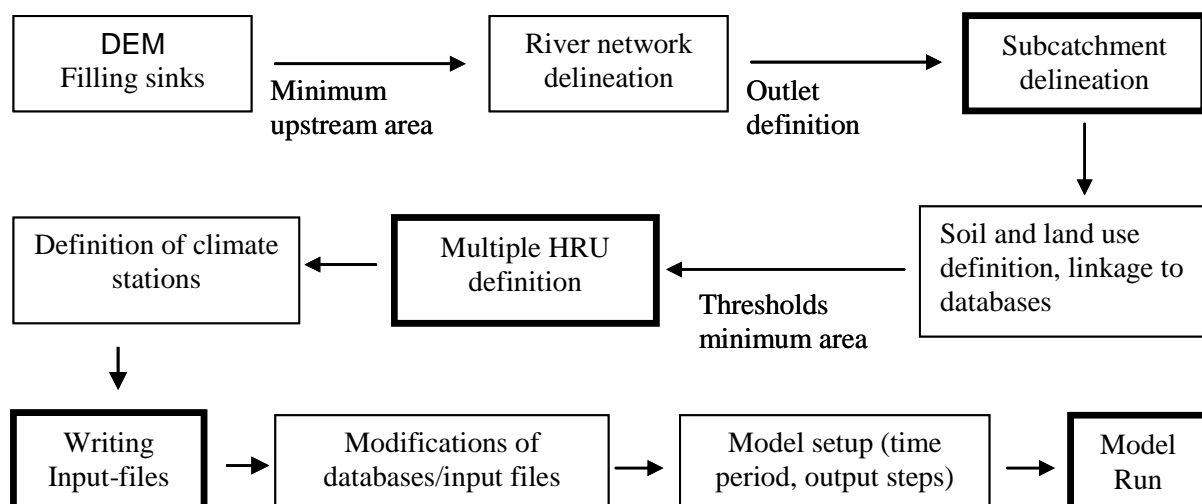 DEM
Filling sinks
Minimum
upstream area
River network
delineation
Outlet
definition
Subcatchment
delineation
Soil and land use
definition, linkage to
databases
Thresholds
minimum area
Multiple HRU
definition
Definition of climate
stations
Writing
Input-files
Modifications of
databases/input files
Model setup (time
period, output steps)
Model
Run